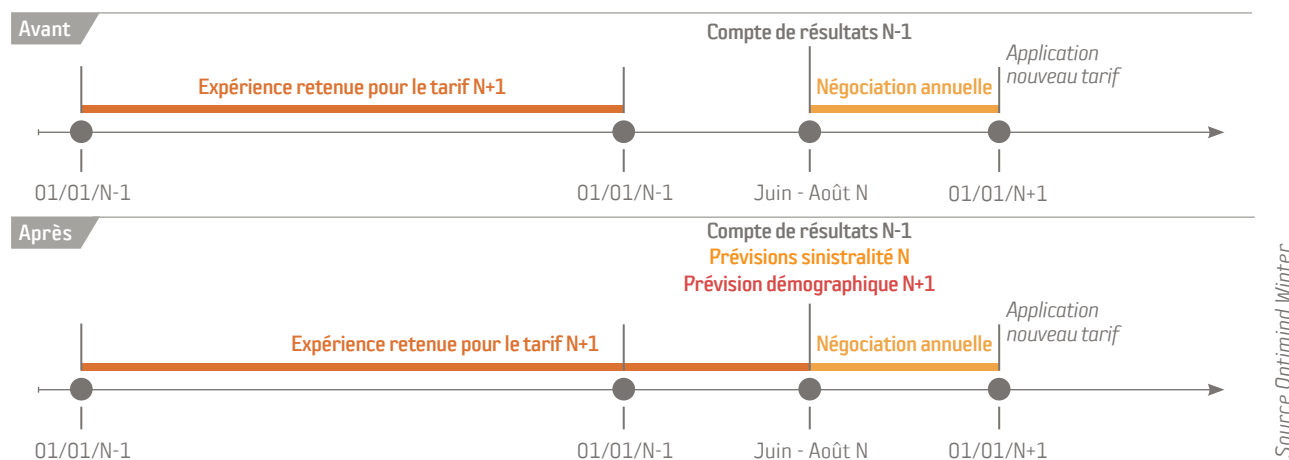 Avant
Compte de résultats N-1
Application
nouveau tarif
Expérience retenue pour le tarif N+1
Négociation annuelle
01/01/N-1
01/01/N-1
Juin - Août N
01/01/N+1
Après
Compte de résultats N-1
Prévisions sinistralité N
Prévision démographique N+1
Application
nouveau tarif
Expérience retenue pour le tarif N+1
Négociation annuelle
01/01/N-1
01/01/N-1
Juin - Août N
01/01/N+1
Source Optimind Winter